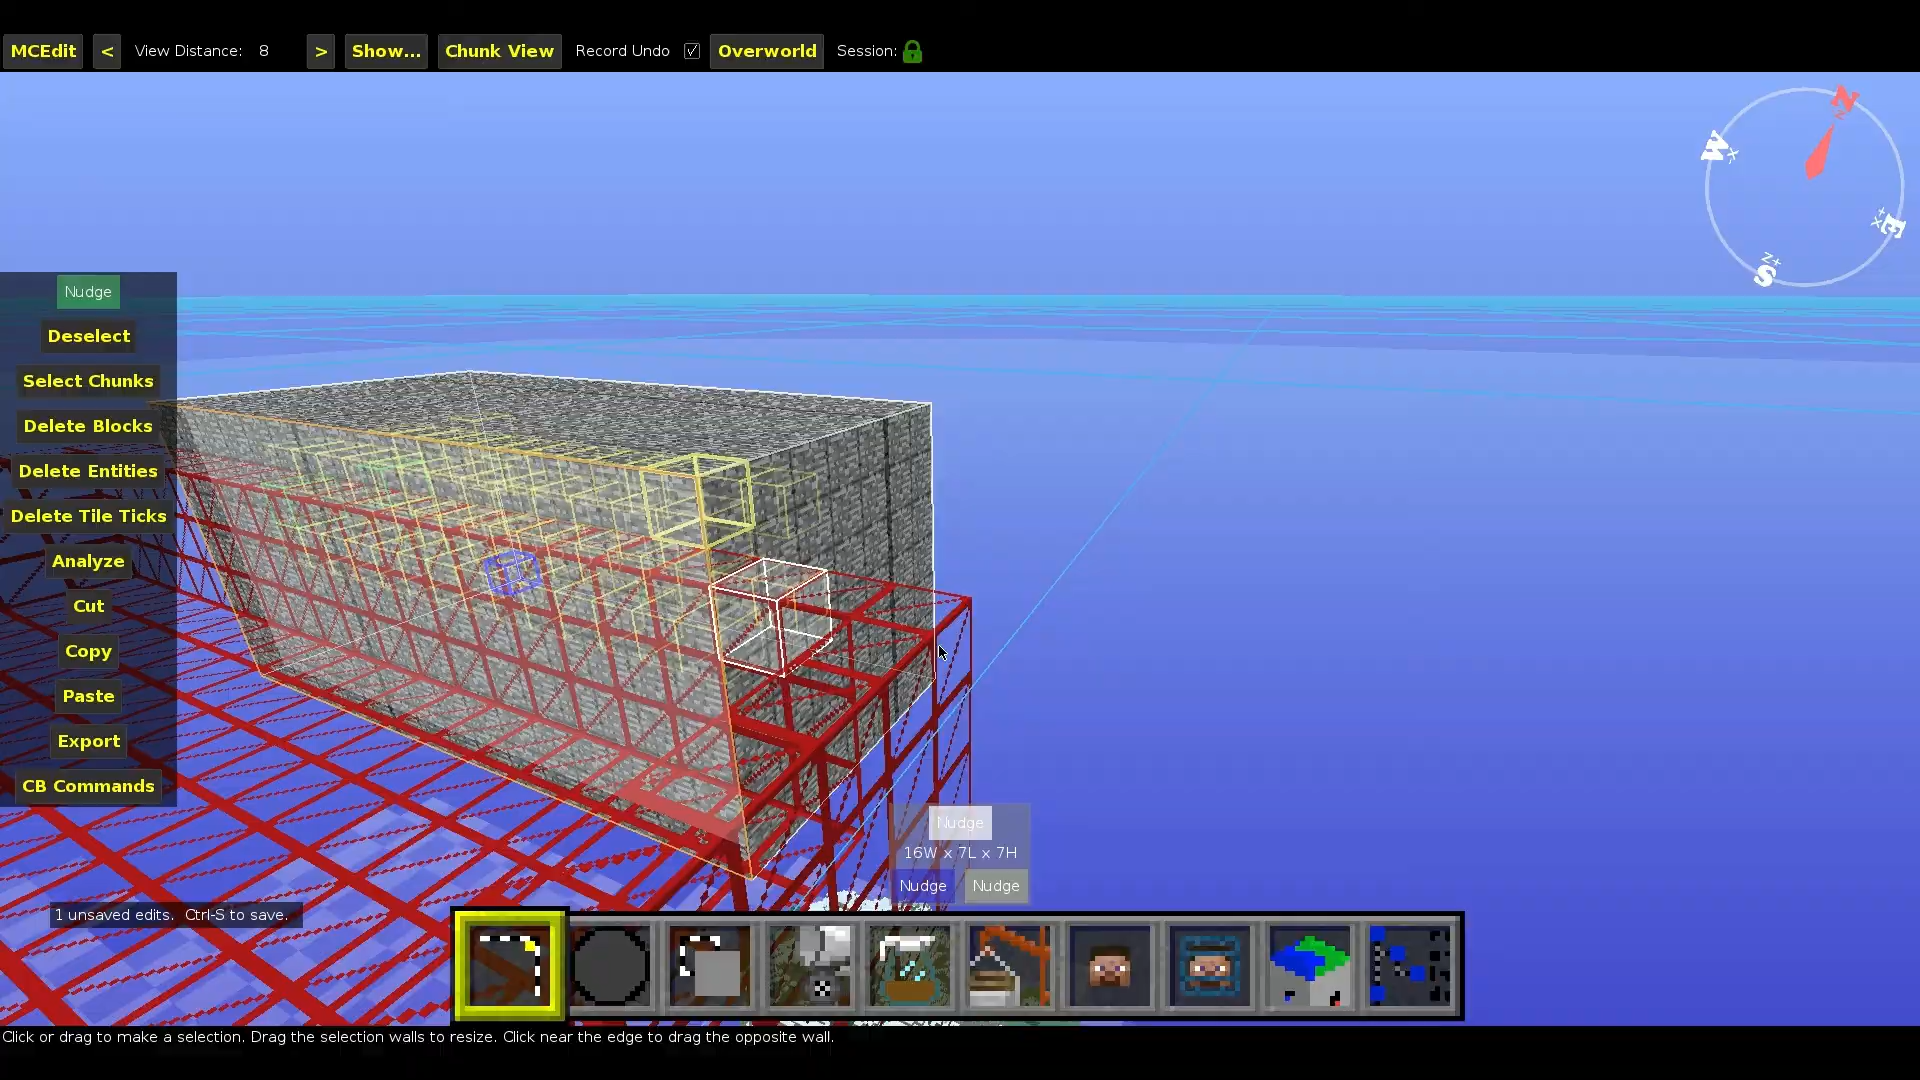 MCEdit < View Distance: 8 > Show... Chunk View Record Undo Overworld Session:
N
Z-
W
X-
E
X+
S
Z+
Nudge
Deselect
Select Chunks
Delete Blocks
Delete Entities
Delete Tile Ticks
Analyze
Cut
Copy
Paste
Export
CB Commands
Nudge
16W x 7L x 7H
Nudge Nudge
1 unsaved edits. Ctrl-S to save.
Click or drag to make a selection. Drag the selection walls to resize. Click near the edge to drag the opposite wall.